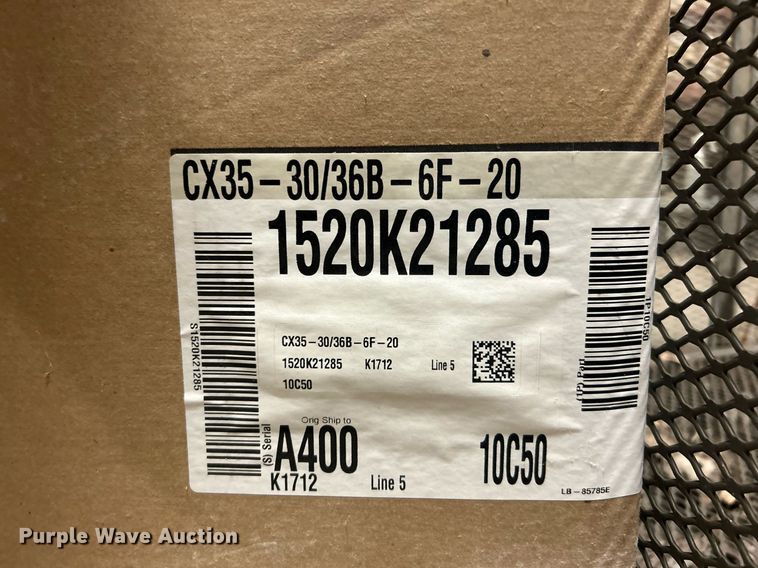 CX35-30/36B-6F-20
1520K21285
S1520K21285
(S) Serial
CX35-30/36B-6F-20
1520K21285 K1712 Line 5
10C50
1P10C50
(1P) Part
Orig Ship to
A400
K1712 Line 5
10C50
LB-85785E
Purple Wave Auction